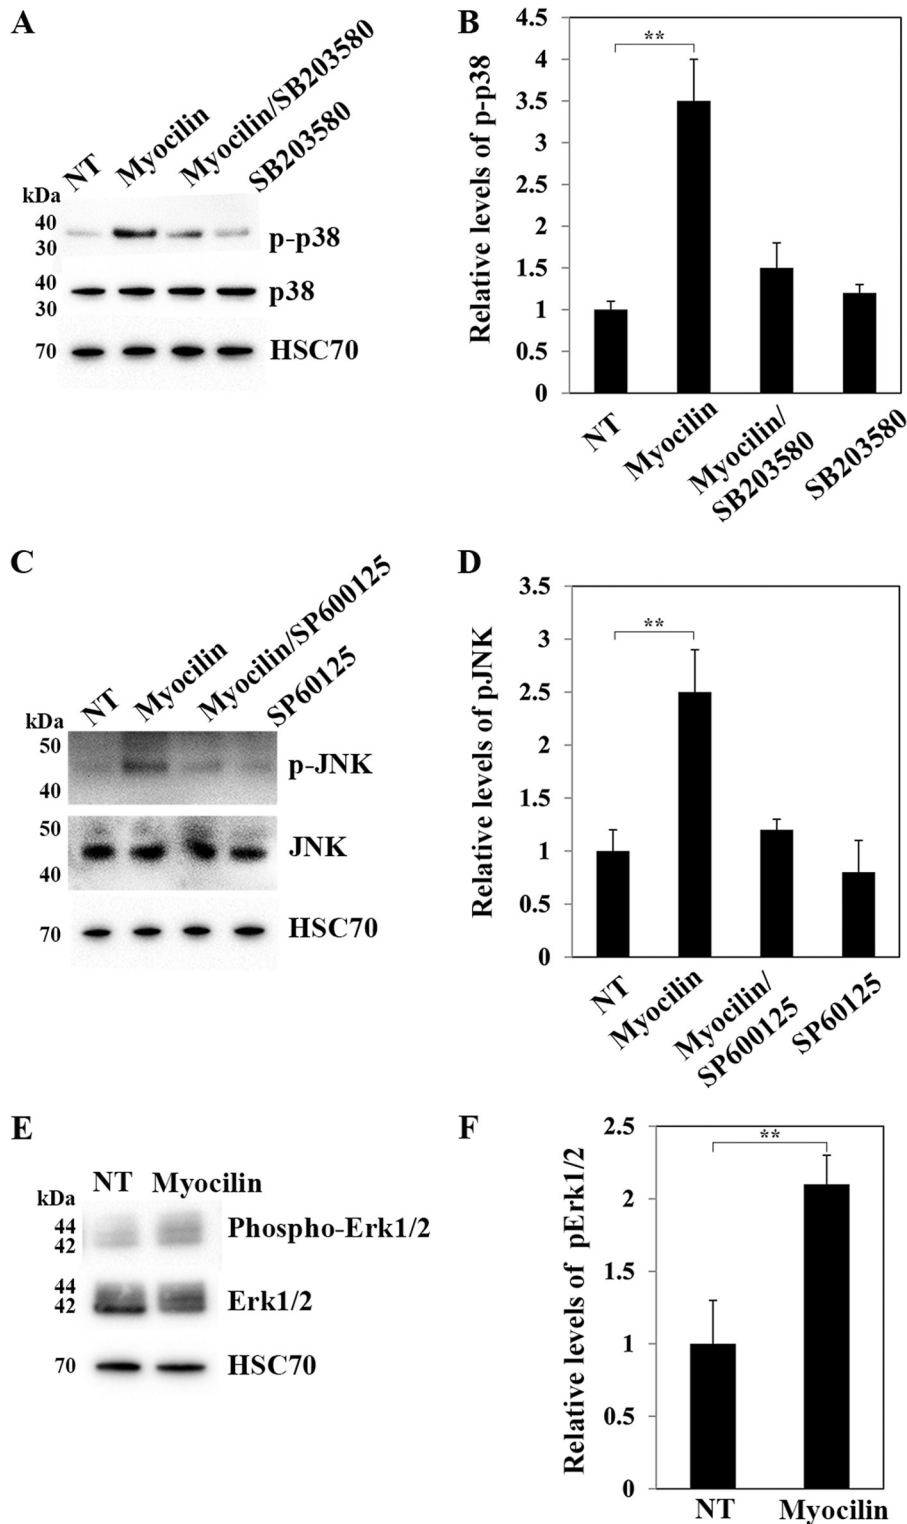 A
NT
Myocilin
Myocilin/SB203580
SB203580
kDa
40
30
p-p38
40
30
p38
70
HSC70
B
Relative levels of p-p38
4.5
4
3.5
3
2.5
2
1.5
1
0.5
0
**
NT
Myocilin
Myocilin/
SB203580
SB203580
C
NT
Myocilin
Myocilin/SP600125
SP60125
kDa
50
40
p-JNK
50
40
JNK
70
HSC70
D
Relative levels of pJNK
3.5
3
2.5
2
1.5
1
0.5
0
**
NT
Myocilin
Myocilin/
SP600125
SP60125
E
NT Myocilin
kDa
44
42
Phospho-Erk1/2
44
42
Erk1/2
70
HSC70
F
Relative levels of pErk1/2
2.5
2
1.5
1
0.5
0
**
NT
Myocilin